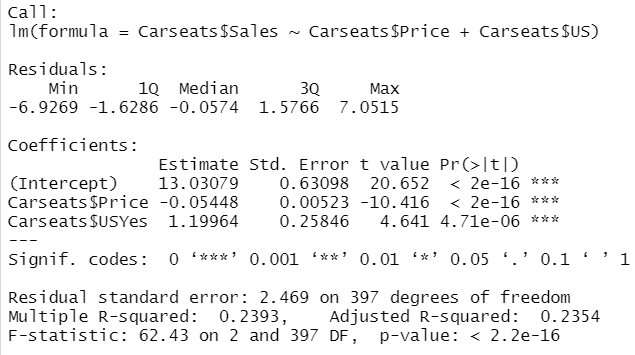 Call:
lm(formula = Carseats$Sales ~ Carseats$Price + Carseats$US)
Residuals:
Min 1Q Median 3Q Max
-6.9269 -1.6286 -0.0574 1.5766 7.0515
Coefficients:
Estimate Std. Error t value Pr(>|t|)
(Intercept) 13.03079 0.63098 20.652 < 2e-16 ***
Carseats$Price -0.05448 0.00523 -10.416 < 2e-16 ***
Carseats$USYes 1.19964 0.25846 4.641 4.71e-06 ***
---
Signif. codes: 0 ‘***’ 0.001 ‘**’ 0.01 ‘*’ 0.05 ‘.’ 0.1 ‘ ’ 1
Residual standard error: 2.469 on 397 degrees of freedom
Multiple R-squared: 0.2393, Adjusted R-squared: 0.2354
F-statistic: 62.43 on 2 and 397 DF, p-value: < 2.2e-16